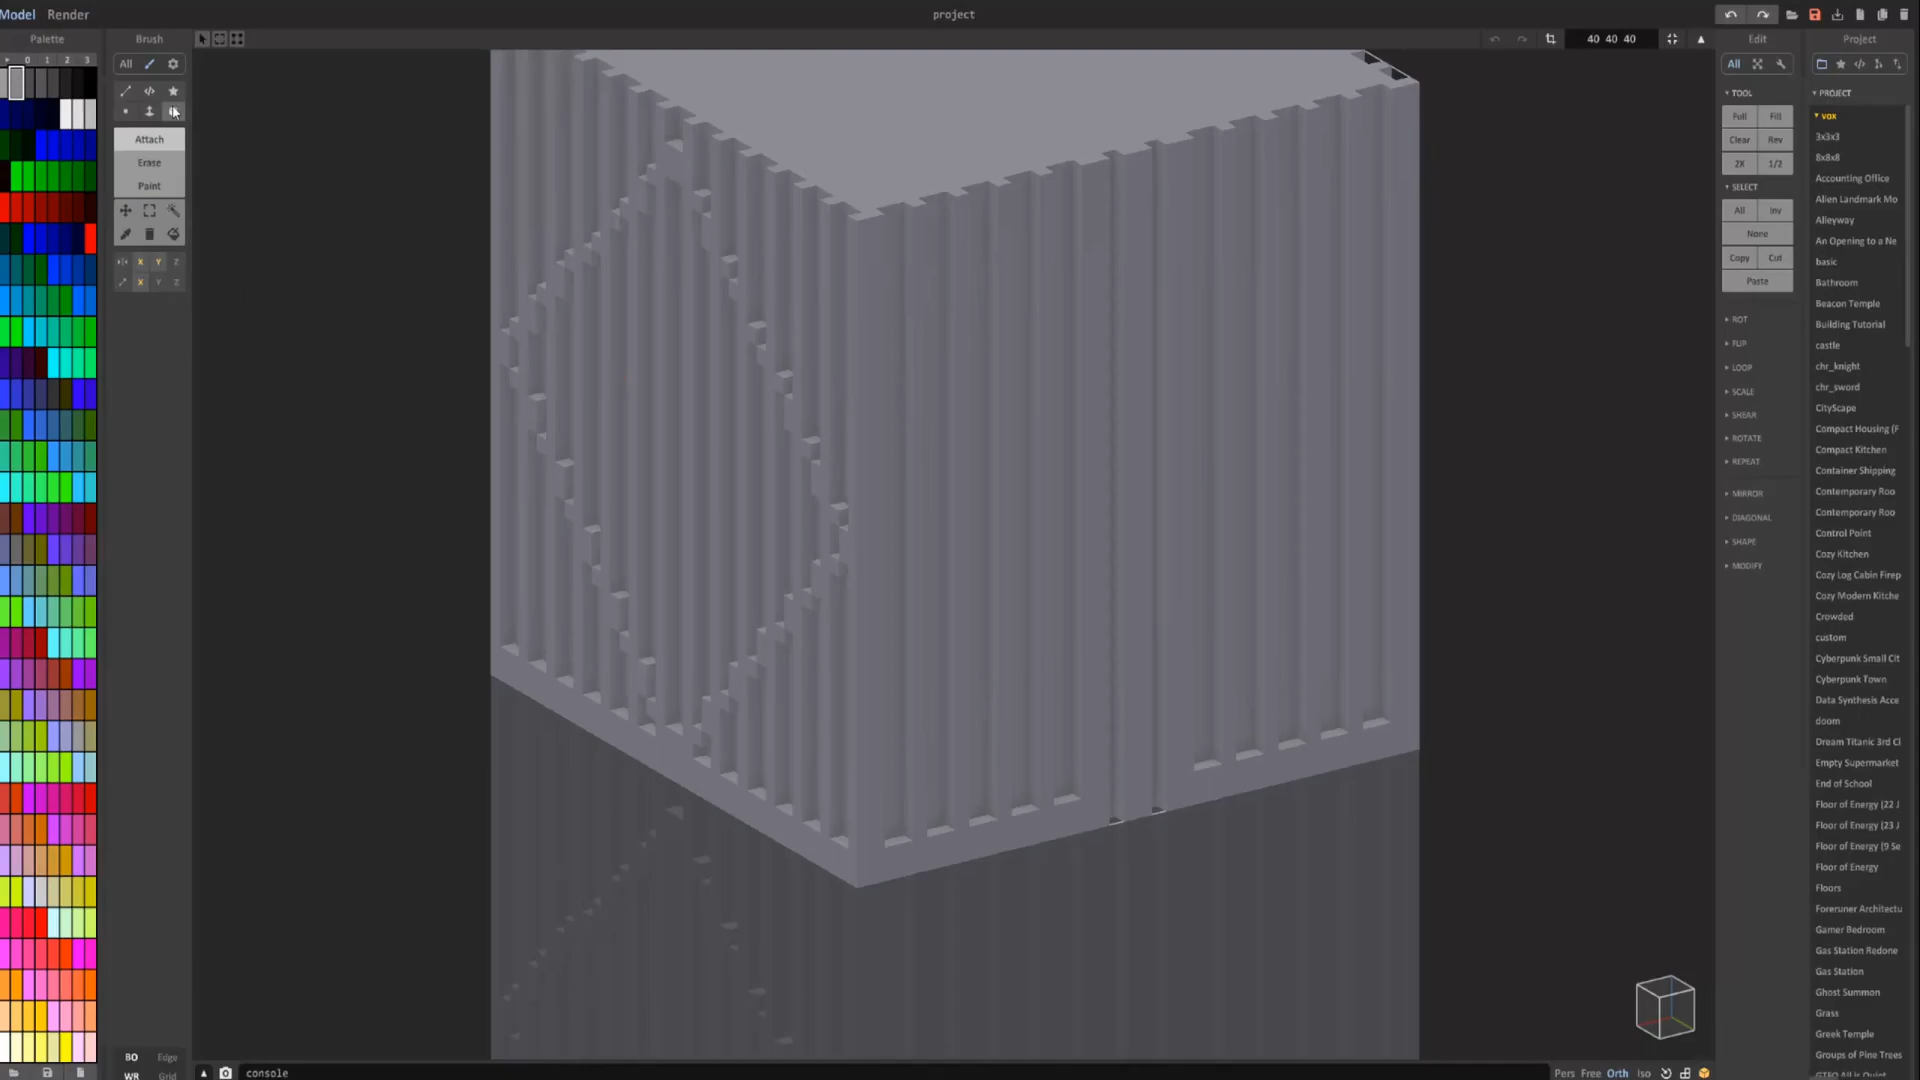 Model Render
project
Palette
Brush
40 40 40
Edit
Project
0 1 2 3
All
Attach
Erase
Paint
X Y Z
X Y Z
BO Edge
WR Grid
console
Pers Free Orth Iso
All
TOOL
Full Fill
Clear Rev
2X 1/2
SELECT
All Inv
None
Copy Cut
Paste
ROT
FLIP
LOOP
SCALE
SHEAR
ROTATE
REPEAT
MIRROR
DIAGONAL
SHAPE
MODIFY
PROJECT
vox
3x3x3
8x8x8
Accounting Office
Alien Landmark Mo
Alleyway
An Opening to a Ne
basic
Bathroom
Beacon Temple
Building Tutorial
castle
chr_knight
chr_sword
CityScape
Compact Housing (F
Compact Kitchen
Container Shipping
Contemporary Roo
Contemporary Roo
Control Point
Cozy Kitchen
Cozy Log Cabin Firep
Cozy Modern Kitche
Crowded
custom
Cyberpunk Small Cit
Cyberpunk Town
Data Synthesis Acce
doom
Dream Titanic 3rd Cl
Empty Supermarket
End of School
Floor of Energy (22 J
Floor of Energy (23 J
Floor of Energy (9 Se
Floor of Energy
Floors
Forerunner Architectu
Gamer Bedroom
Gas Station Redone
Gas Station
Ghost Summon
Grass
Greek Temple
Groups of Pine Trees